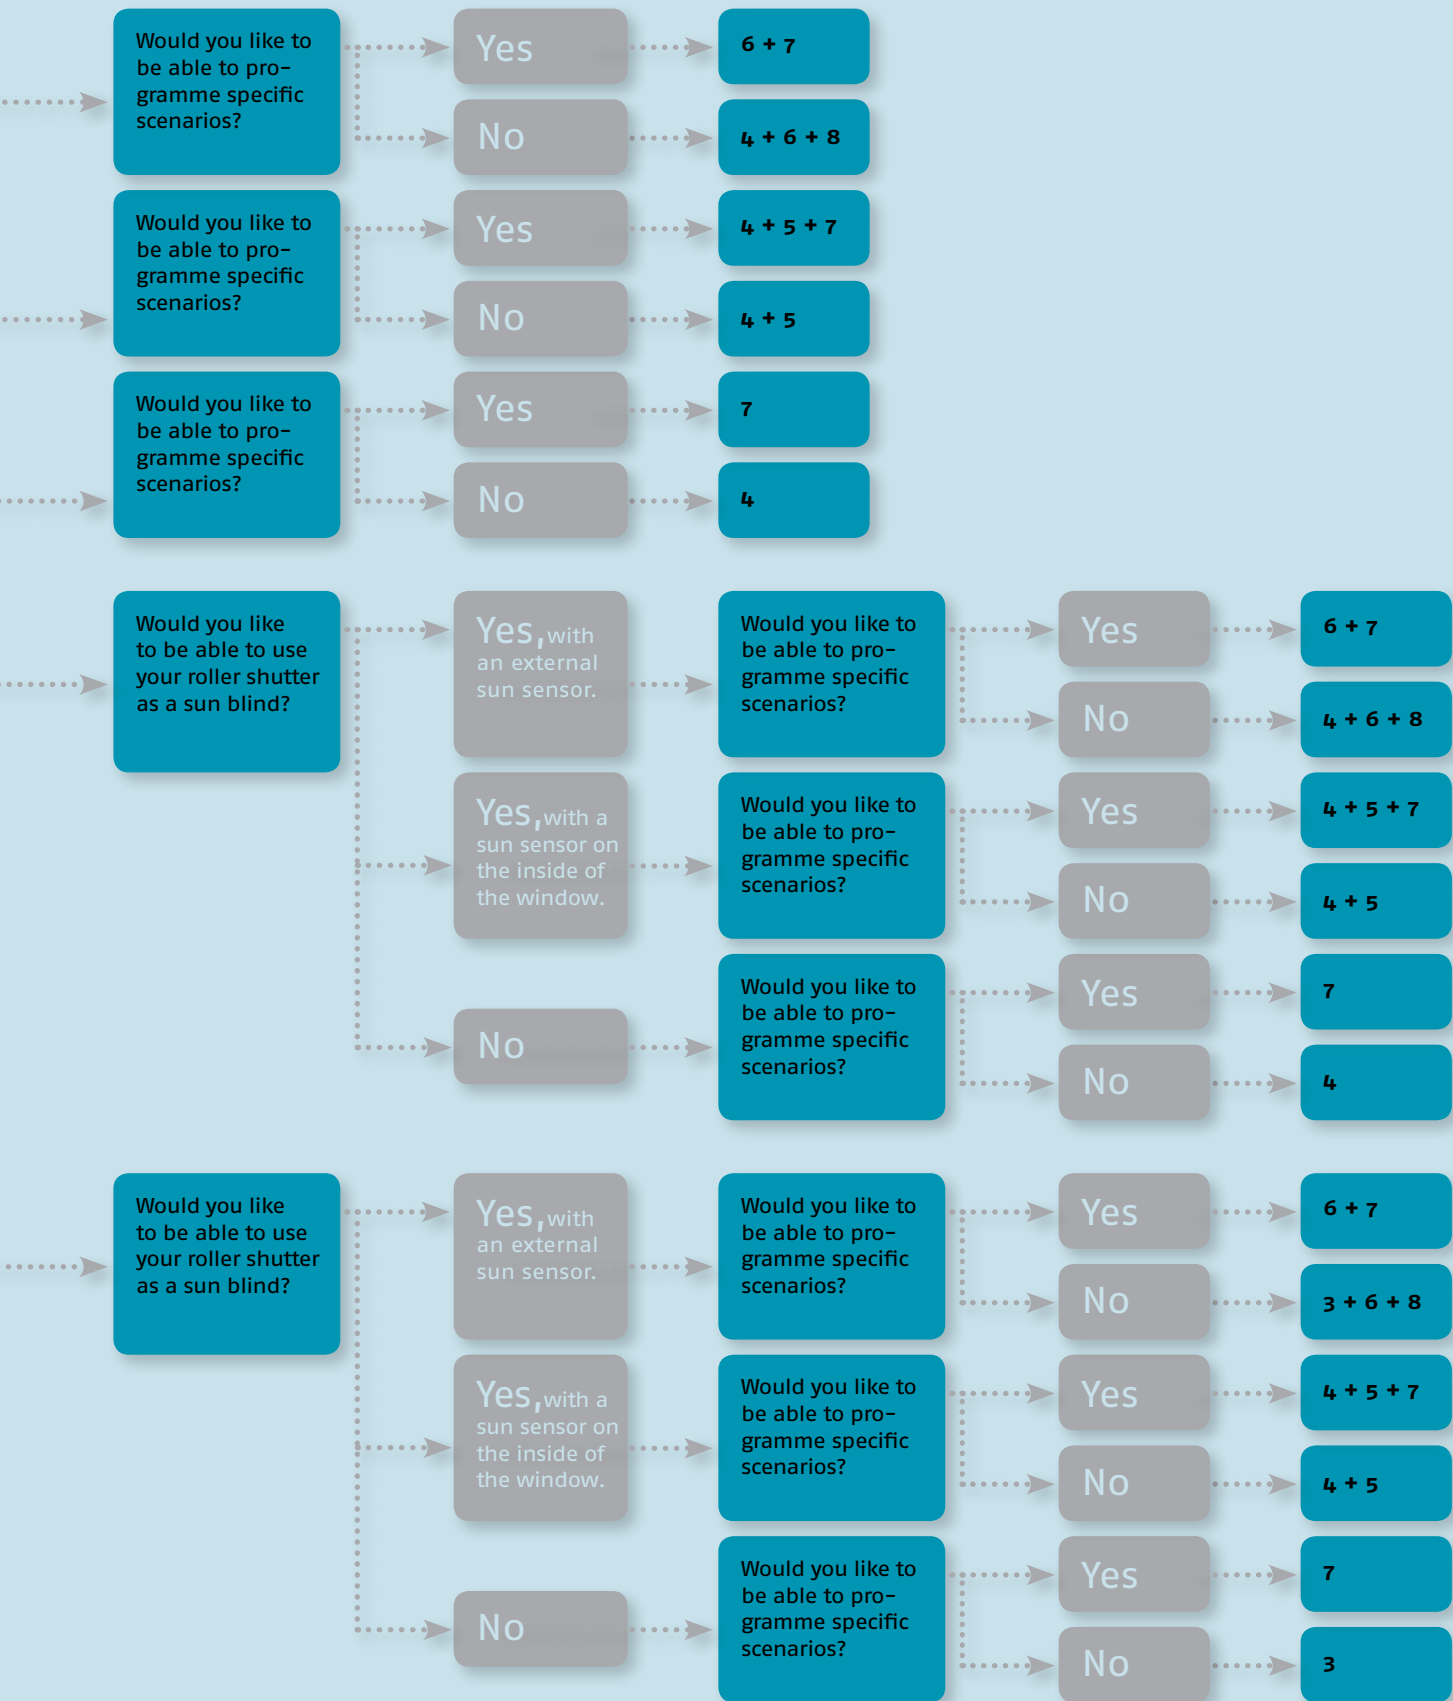 Would you like to
be able to pro-
gramme specific
scenarios?
Yes
6 + 7
No
4 + 6 + 8
Would you like to
be able to pro-
gramme specific
scenarios?
Yes
4 + 5 + 7
No
4 + 5
Would you like to
be able to pro-
gramme specific
scenarios?
Yes
7
No
4
Would you like
to be able to use
your roller shutter
as a sun blind?
Yes, with
an external
sun sensor.
Would you like to
be able to pro-
gramme specific
scenarios?
Yes
6 + 7
No
4 + 6 + 8
Yes, with a
sun sensor on
the inside of
the window.
Would you like to
be able to pro-
gramme specific
scenarios?
Yes
4 + 5 + 7
No
4 + 5
No
Would you like to
be able to pro-
gramme specific
scenarios?
Yes
7
No
4
Would you like
to be able to use
your roller shutter
as a sun blind?
Yes, with
an external
sun sensor.
Would you like to
be able to pro-
gramme specific
scenarios?
Yes
6 + 7
No
3 + 6 + 8
Yes, with a
sun sensor on
the inside of
the window.
Would you like to
be able to pro-
gramme specific
scenarios?
Yes
4 + 5 + 7
No
4 + 5
No
Would you like to
be able to pro-
gramme specific
scenarios?
Yes
7
No
3